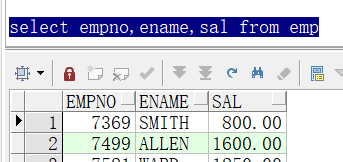 select empno,ename,sal from emp
EMPNO ENAME SAL
1 7369 SMITH 800.00
2 7499 ALLEN 1600.00